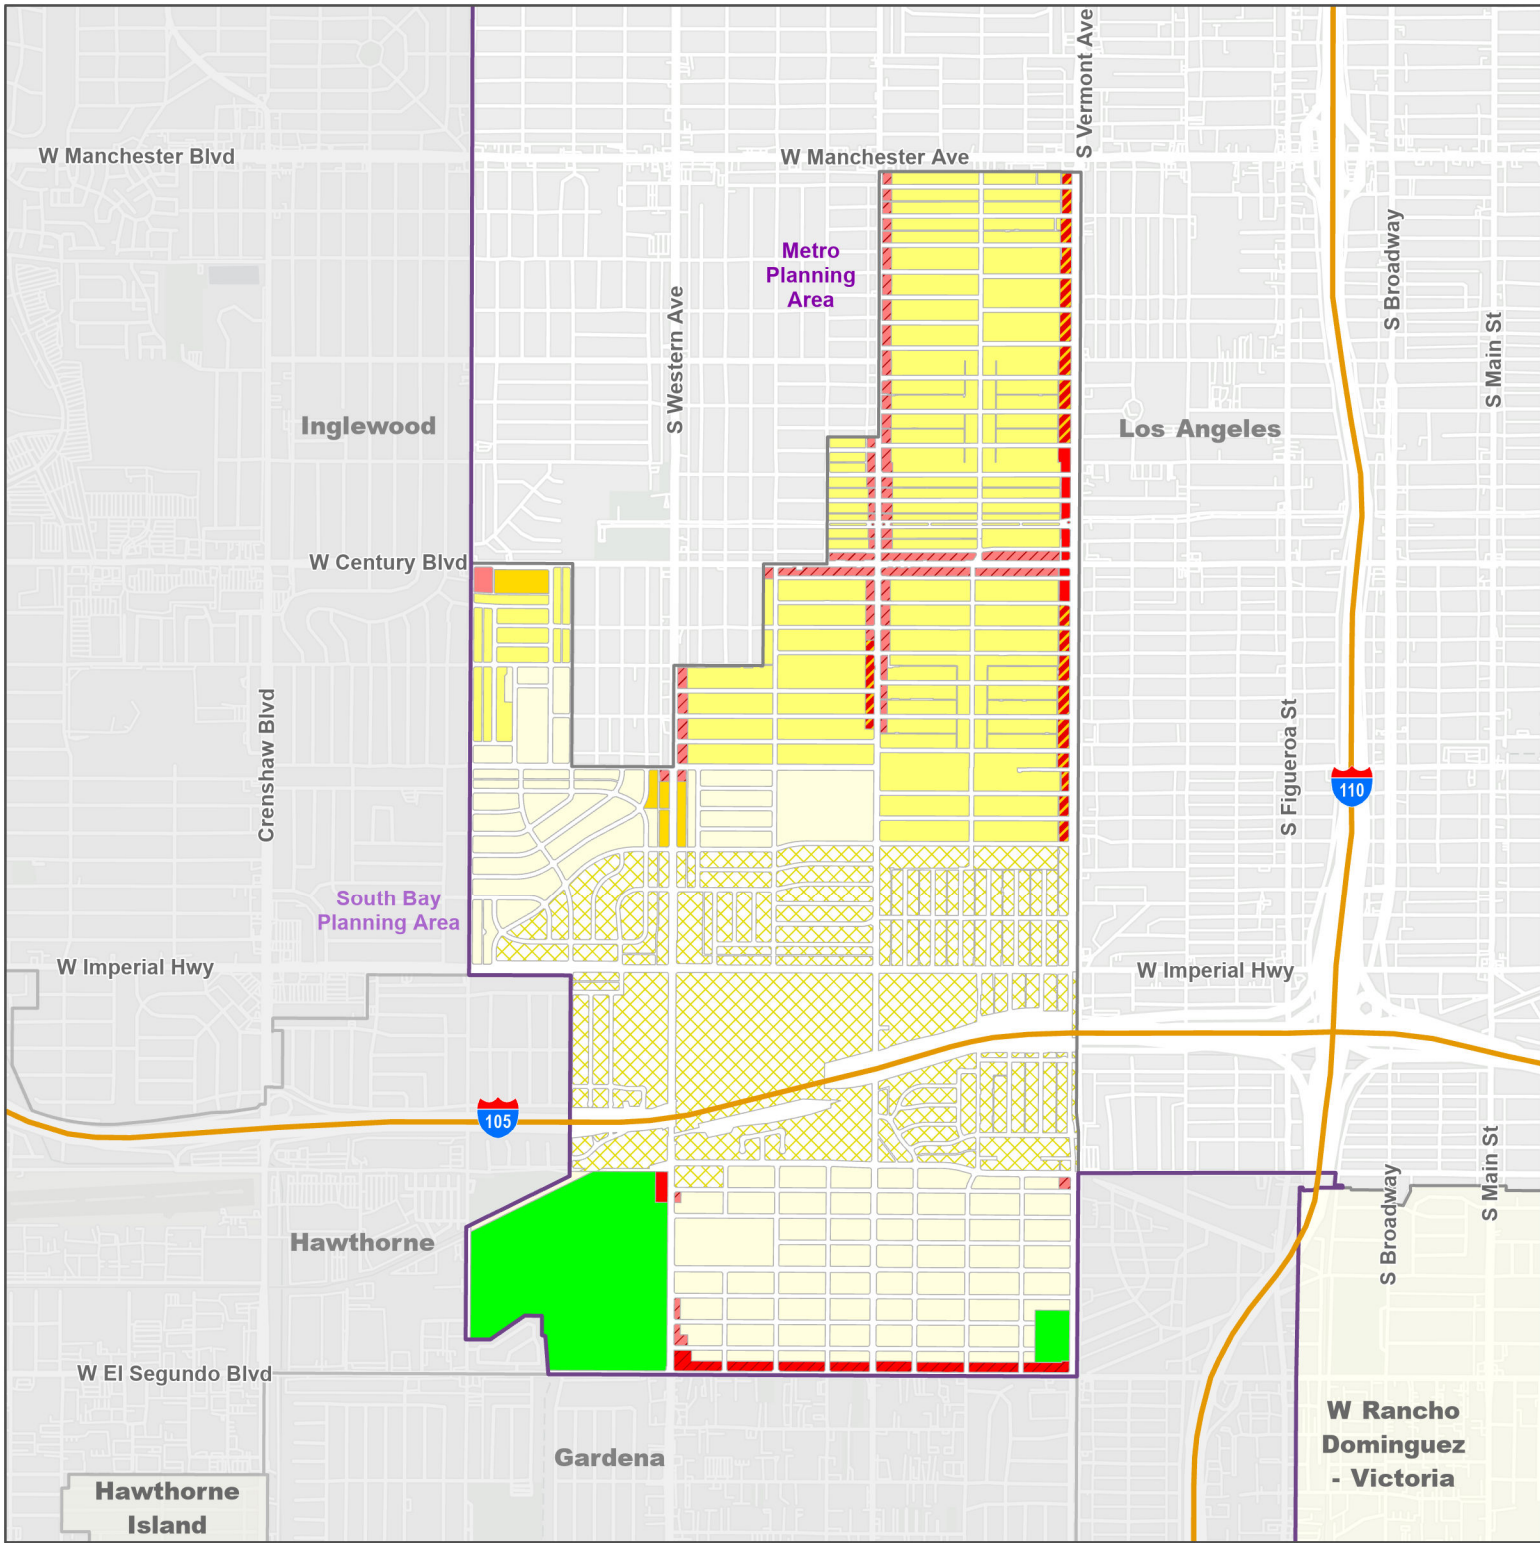 S Vermont Ave
W Manchester Blvd
W Manchester Ave
Metro
Planning
Area
S Broadway
S Western Ave
S Main St
Inglewood
Los Angeles
W Century Blvd
Crenshaw Blvd
S Figueroa St
110
South Bay
Planning Area
W Imperial Hwy
W Imperial Hwy
105
S Main St
S Broadway
Hawthorne
W El Segundo Blvd
Gardena
W Rancho
Dominguez
- Victoria
Hawthorne
Island